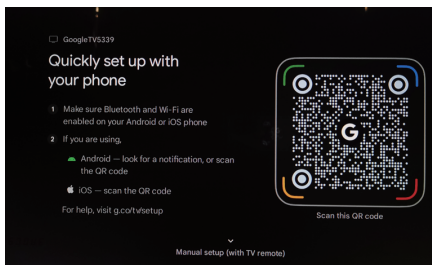 GoogleTV5339
Quickly set up with
your phone
1 Make sure Bluetooth and Wi-Fi are
enabled on your Android or iOS phone
2 If you are using,
Android — look for a notification, or scan
the QR code
iOS — scan the QR code
For help, visit g.co/tv/setup
G
Scan this QR code
Manual setup (with TV remote)